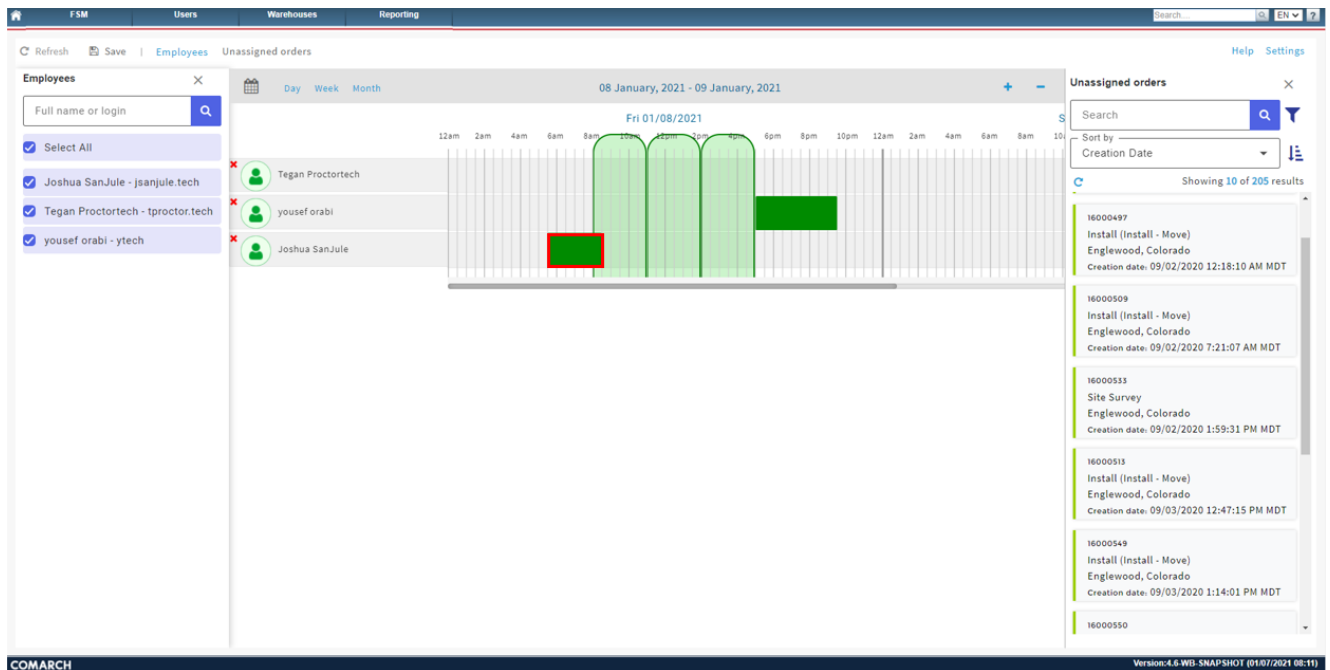 FSM Users Warehouses Reporting Search... EN ?
Refresh Save | Employees Unassigned orders Help Settings
Employees
Full name or login
Select All
Joshua SanJule - jsanjule.tech
Tegan Proctortech - tproctor.tech
yousef orabi - ytech
Day Week Month 08 January, 2021 - 09 January, 2021 + -
Fri 01/08/2021 S
12am 2am 4am 6am 8am 10am 12pm 2pm 4pm 6pm 8pm 10pm 12am 2am 4am 6am 8am 10
Tegan Proctortech
yousef orabi
Joshua SanJule
Unassigned orders
Search
Sort by
Creation Date
Showing 10 of 205 results
16000497
Install (Install - Move)
Englewood, Colorado
Creation date: 09/02/2020 12:18:10 AM MDT
16000509
Install (Install - Move)
Englewood, Colorado
Creation date: 09/02/2020 7:21:07 AM MDT
16000533
Site Survey
Englewood, Colorado
Creation date: 09/02/2020 1:59:31 PM MDT
16000513
Install (Install - Move)
Englewood, Colorado
Creation date: 09/03/2020 12:47:15 PM MDT
16000549
Install (Install - Move)
Englewood, Colorado
Creation date: 09/03/2020 1:14:01 PM MDT
16000550
COMARCH Version:4.6-WB-SNAPSHOT (01/07/2021 08:11)